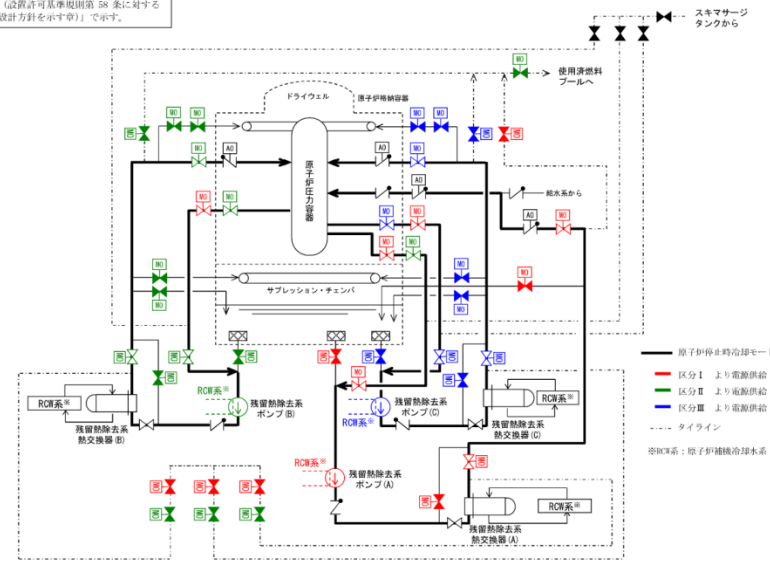 (設置許可基準規則第 58 条に対する
設計方針を示す章)」で示す。
スキマサージ
タンクから
MO
使用済燃料
プールへ
ドライウェル
原子炉格納容器
MO
MO
MO
MO
MO
MO
MO
MO
AO
AO
MO
原子炉圧力容器
AO
給水系から
MO
MO
MO
MO
AO
MO
MO
MO
MO
MO
MO
MO
サプレッション・チェンバ
MO
MO
MO
MO
MO
MO
MO
MO
MO
MO
MO
原子炉停止時冷却モード
区分Ⅰ より電源供給
区分Ⅱ より電源供給
区分Ⅲ より電源供給
タイライン
※RCW系：原子炉補機冷却水系
RCW系※
残留熱除去系
熱交換器(B)
RCW系※
残留熱除去系
ポンプ(B)
RCW系※
残留熱除去系
ポンプ(C)
残留熱除去系
熱交換器(C)
RCW系※
RCW系※
残留熱除去系
ポンプ(A)
MO
MO
MO
MO
MO
MO
MO
MO
残留熱除去系
熱交換器(A)
RCW系※